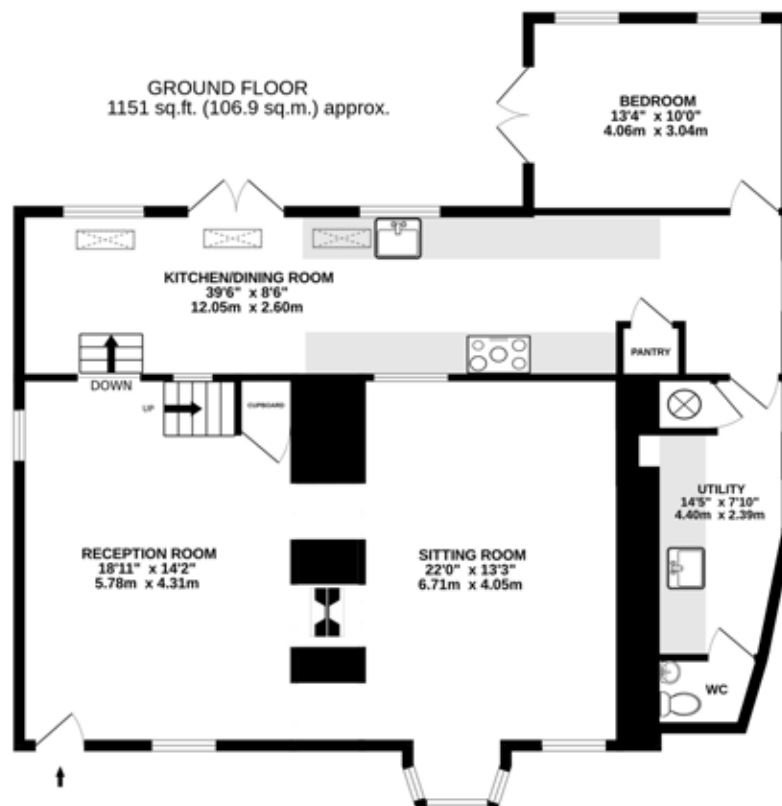 GROUND FLOOR
1151 sq.ft. (106.9 sq.m.) approx.
BEDROOM
13'4" x 10'0"
4.06m x 3.04m
KITCHEN/DINING ROOM
39'6" x 8'6"
12.05m x 2.60m
PANTRY
DOWN
UP
CUPBOARD
UTILITY
14'5" x 7'10"
4.40m x 2.39m
RECEPTION ROOM
18'11" x 14'2"
5.78m x 4.31m
SITTING ROOM
22'0" x 13'3"
6.71m x 4.05m
WC